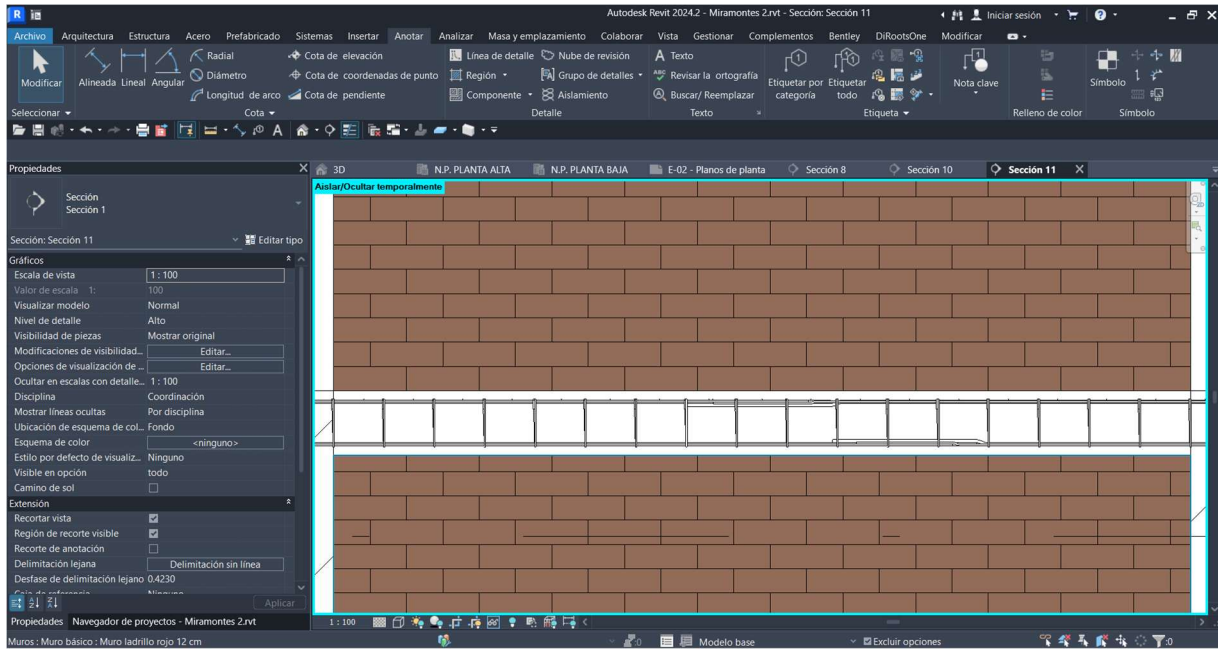 Autodesk Revit 2024.2 - Miramontes 2.rvt - Sección: Sección 11
Iniciar sesión
Archivo Arquitectura Estructura Acero Prefabricado Sistemas Insertar Anotar Analizar Masa y emplazamiento Colaborar Vista Gestionar Complementos Bentley DiRootsOne Modificar
Modificar
Alineada Lineal Angular
Radial
Diámetro
Longitud de arco
Cota de elevación
Cota de coordenadas de punto
Cota de pendiente
Línea de detalle
Región
Componente
Nube de revisión
Grupo de detalles
Aislamiento
A Texto
Revisar la ortografía
Buscar/ Reemplazar
Etiquetar por categoría
Etiquetar todo
Nota clave
Símbolo
Seleccionar Cota Detalle Texto Etiqueta Relleno de color Símbolo
Propiedades
3D N.P. PLANTA ALTA N.P. PLANTA BAJA E-02 - Planos de planta Sección 8 Sección 10 Sección 11
Aislar/Ocultar temporalmente
Sección
Sección 1
Sección: Sección 11 Editar tipo
Gráficos
Escala de vista 1 : 100
Valor de escala 1: 100
Visualizar modelo Normal
Nivel de detalle Alto
Visibilidad de piezas Mostrar original
Modificaciones de visibilidad... Editar...
Opciones de visualización de ... Editar...
Ocultar en escalas con detalle... 1 : 100
Disciplina Coordinación
Mostrar líneas ocultas Por disciplina
Ubicación de esquema de col... Fondo
Esquema de color <ninguno>
Estilo por defecto de visualiz... Ninguno
Visible en opción todo
Camino de sol
Extensión
Recortar vista
Región de recorte visible
Recorte de anotación
Delimitación lejana Delimitación sin línea
Desfase de delimitación lejano 0.4230
Aplicar
Propiedades Navegador de proyectos - Miramontes 2.rvt
1 : 100
Muros : Muro básico : Muro ladrillo rojo 12 cm
:0 Modelo base Excluir opciones :0